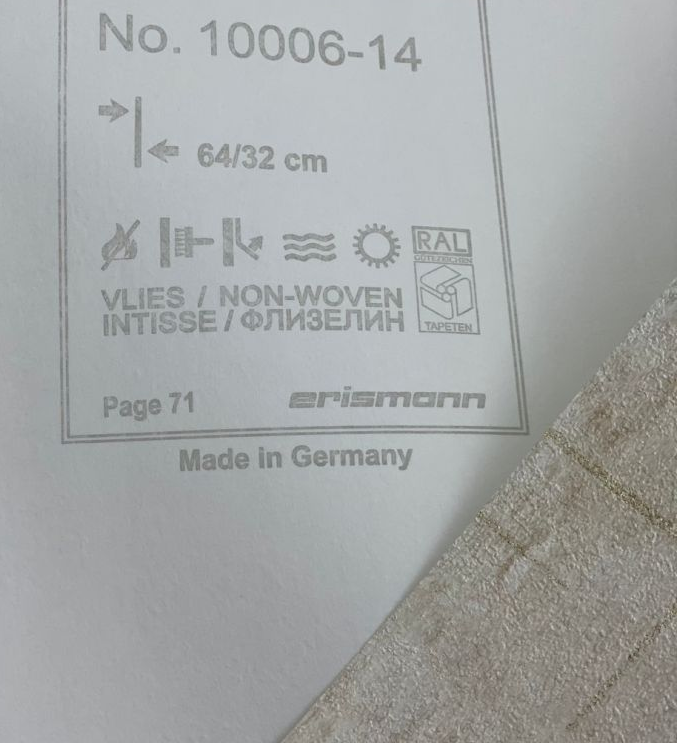 No. 10006-14
64/32 cm
RAL
GÜTEZEICHEN
VLIES / NON-WOVEN
INTISSE / ФЛИЗЕЛИН
TAPETEN
Page 71
erismann
Made in Germany